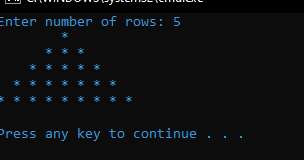 Enter number of rows: 5
        *
      * * *
    * * * * *
  * * * * * * *
* * * * * * * * *
Press any key to continue . . .